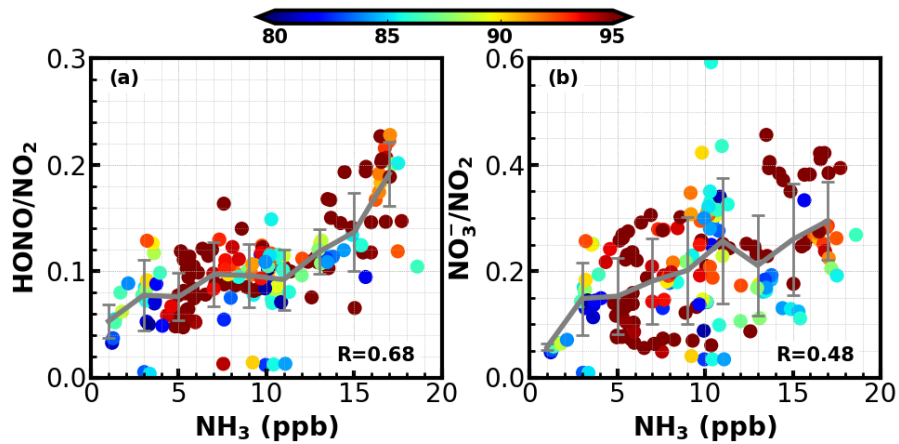 80 85 90 95
(a)
HONO/NO₂
0.3
0.2
0.1
0.0
R=0.68
0 5 10 15 20
NH₃ (ppb)
(b)
NO₃⁻/NO₂
0.6
0.4
0.2
0.0
R=0.48
0 5 10 15 20
NH₃ (ppb)